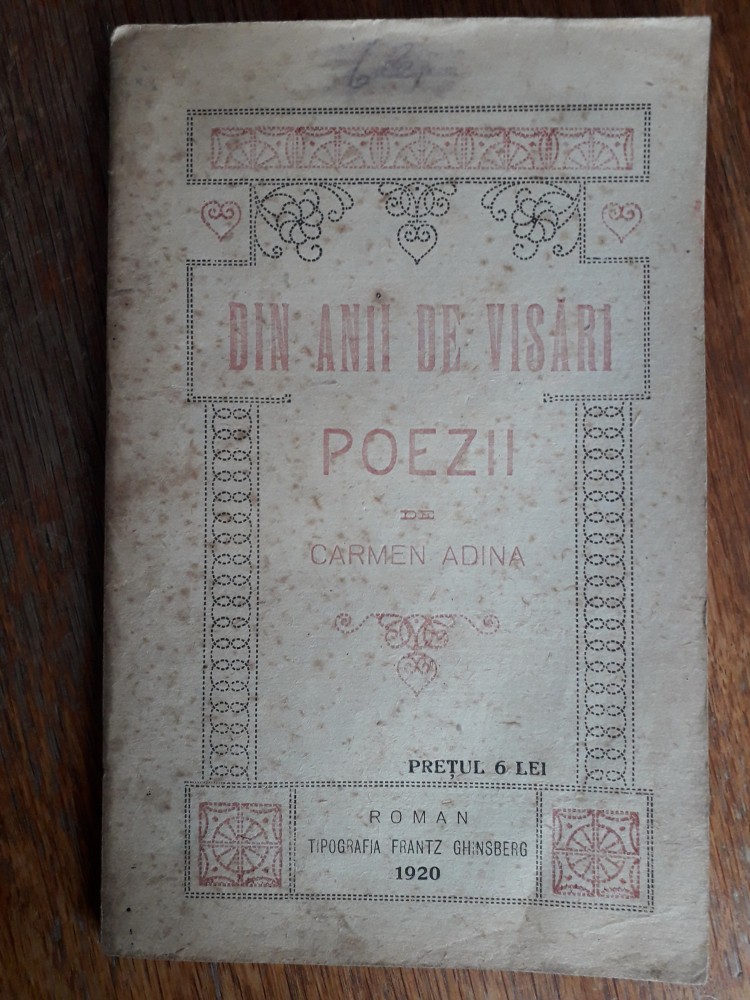 DIN ANII DE VISĂRI
POEZII
DE
CARMEN ADINA
PREȚUL 6 LEI
ROMAN
TIPOGRAFIA FRANTZ GHINSBERG
1920